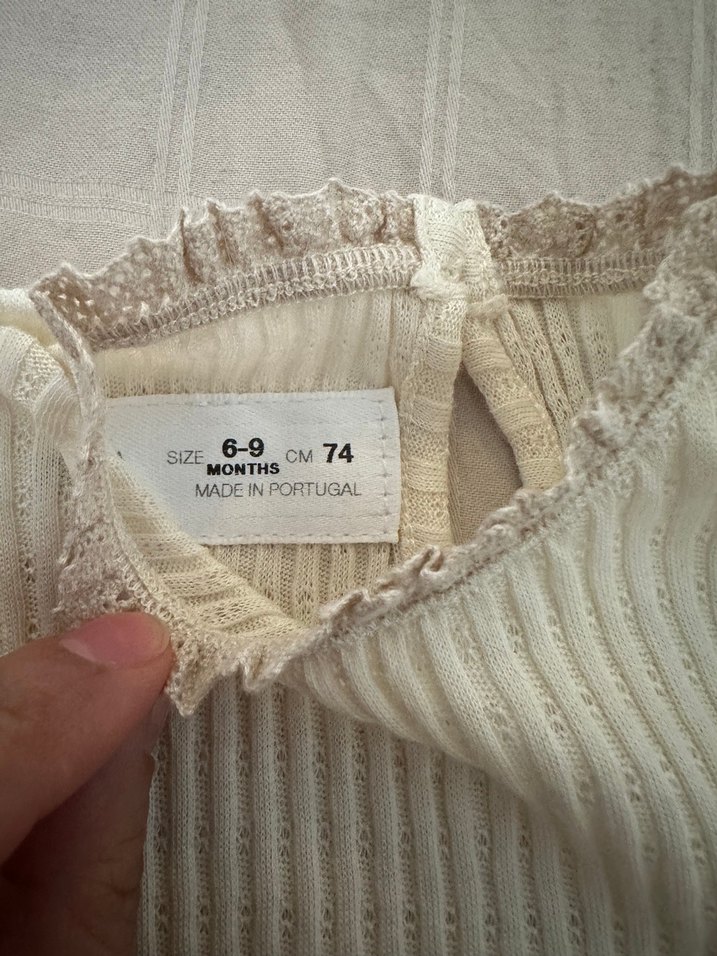 SIZE 6-9 MONTHS CM 74
MADE IN PORTUGAL